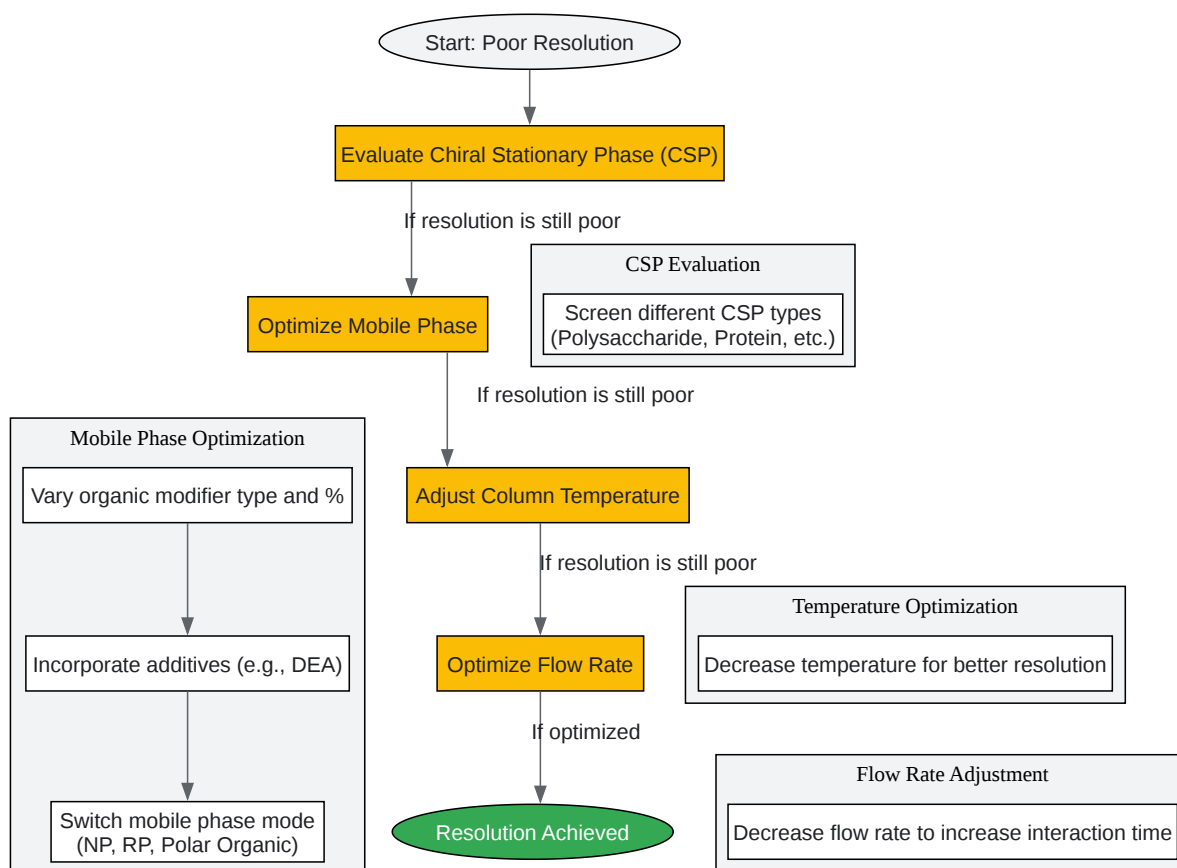 Start: Poor Resolution
Evaluate Chiral Stationary Phase (CSP)
If resolution is still poor
CSP Evaluation
Screen different CSP types
(Polysaccharide, Protein, etc.)
Optimize Mobile Phase
If resolution is still poor
Mobile Phase Optimization
Vary organic modifier type and %
Adjust Column Temperature
If resolution is still poor
Temperature Optimization
Decrease temperature for better resolution
Incorporate additives (e.g., DEA)
Optimize Flow Rate
If optimized
Flow Rate Adjustment
Decrease flow rate to increase interaction time
Switch mobile phase mode
(NP, RP, Polar Organic)
Resolution Achieved